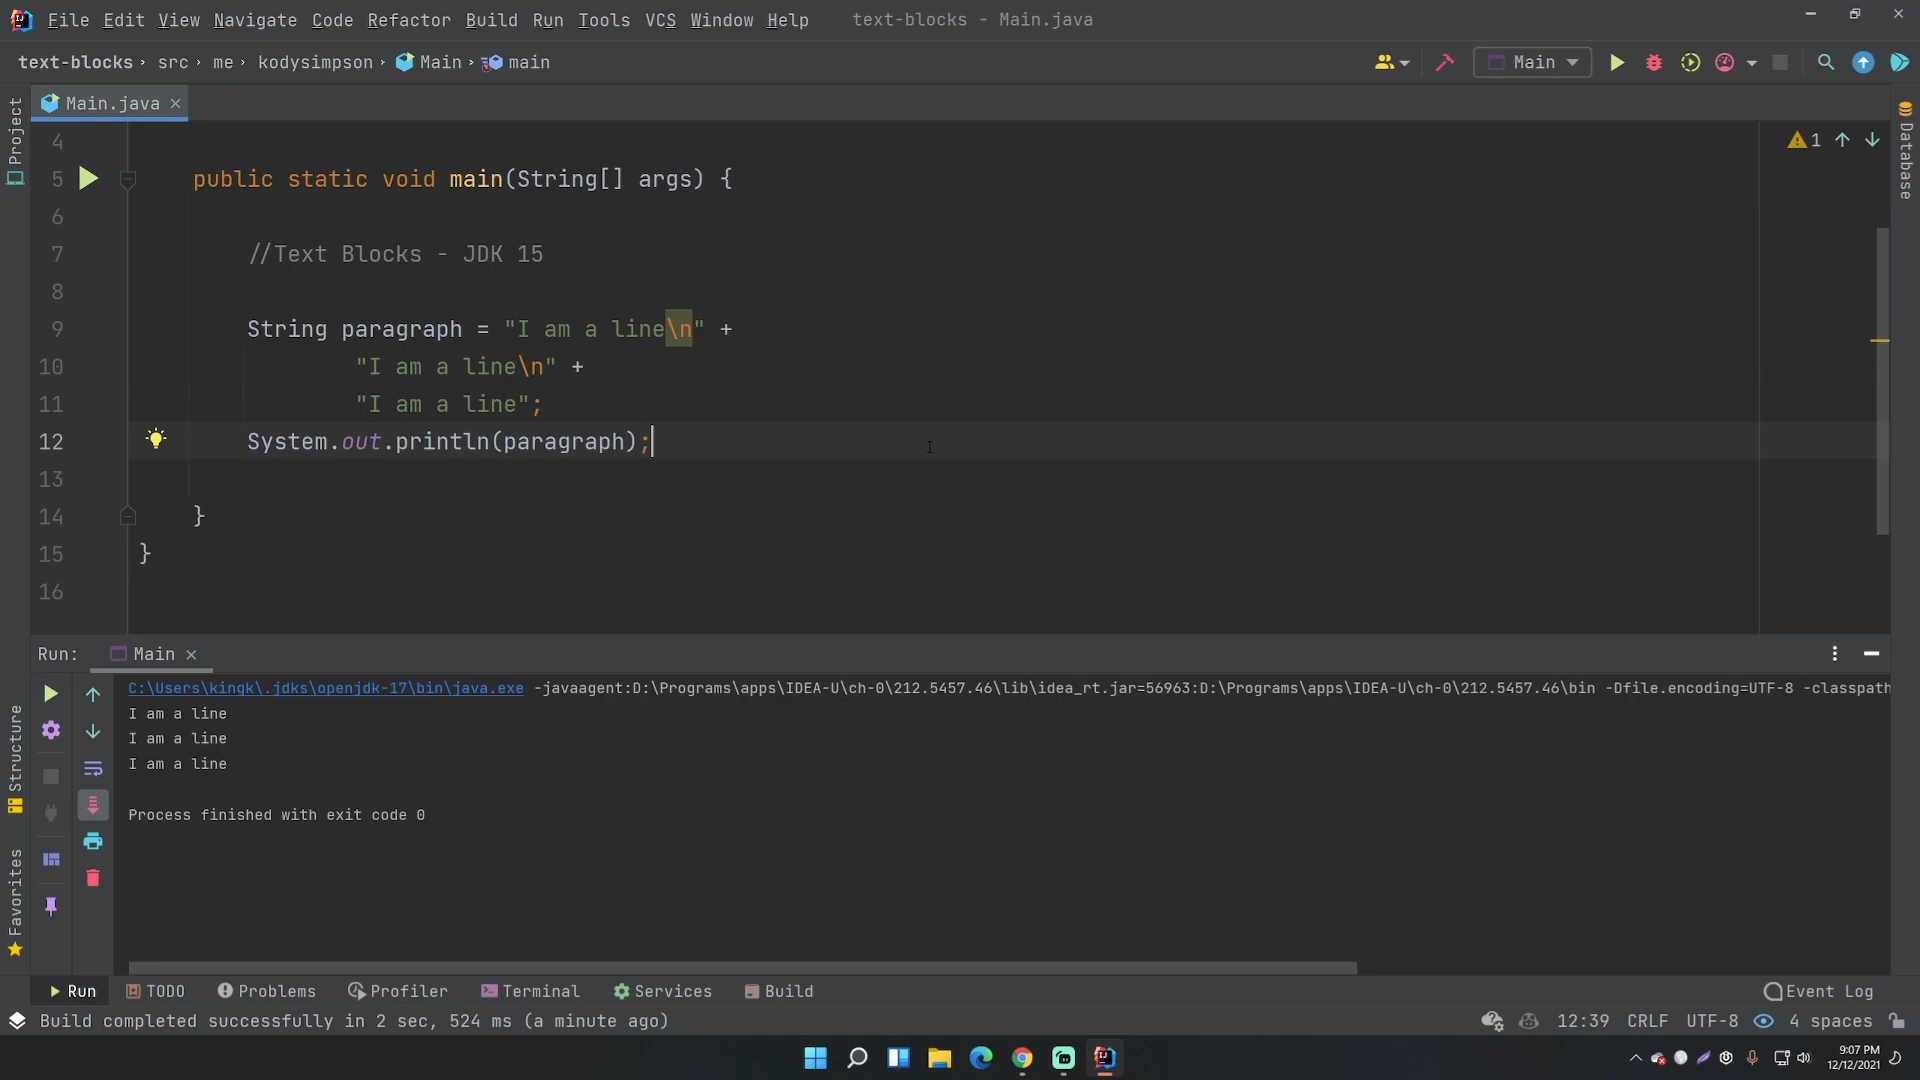 File Edit View Navigate Code Refactor Build Run Tools VCS Window Help text-blocks - Main.java
text-blocks › src › me › kodysimpson › Main › main
Main
Main.java
Project
Database
4
1
5 public static void main(String[] args) {
6
7 //Text Blocks - JDK 15
8
9 String paragraph = "I am a line\n" +
10 "I am a line\n" +
11 "I am a line";
12 System.out.println(paragraph);
13
14 }
15 }
16
Run: Main
C:\Users\kingk\.jdks\openjdk-17\bin\java.exe -javaagent:D:\Programs\apps\IDEA-U\ch-0\212.5457.46\lib\idea_rt.jar=56963:D:\Programs\apps\IDEA-U\ch-0\212.5457.46\bin -Dfile.encoding=UTF-8 -classpath
I am a line
I am a line
I am a line
Process finished with exit code 0
Structure
Favorites
Run TODO Problems Profiler Terminal Services Build Event Log
Build completed successfully in 2 sec, 524 ms (a minute ago) 12:39 CRLF UTF-8 4 spaces
9:07 PM
12/12/2021